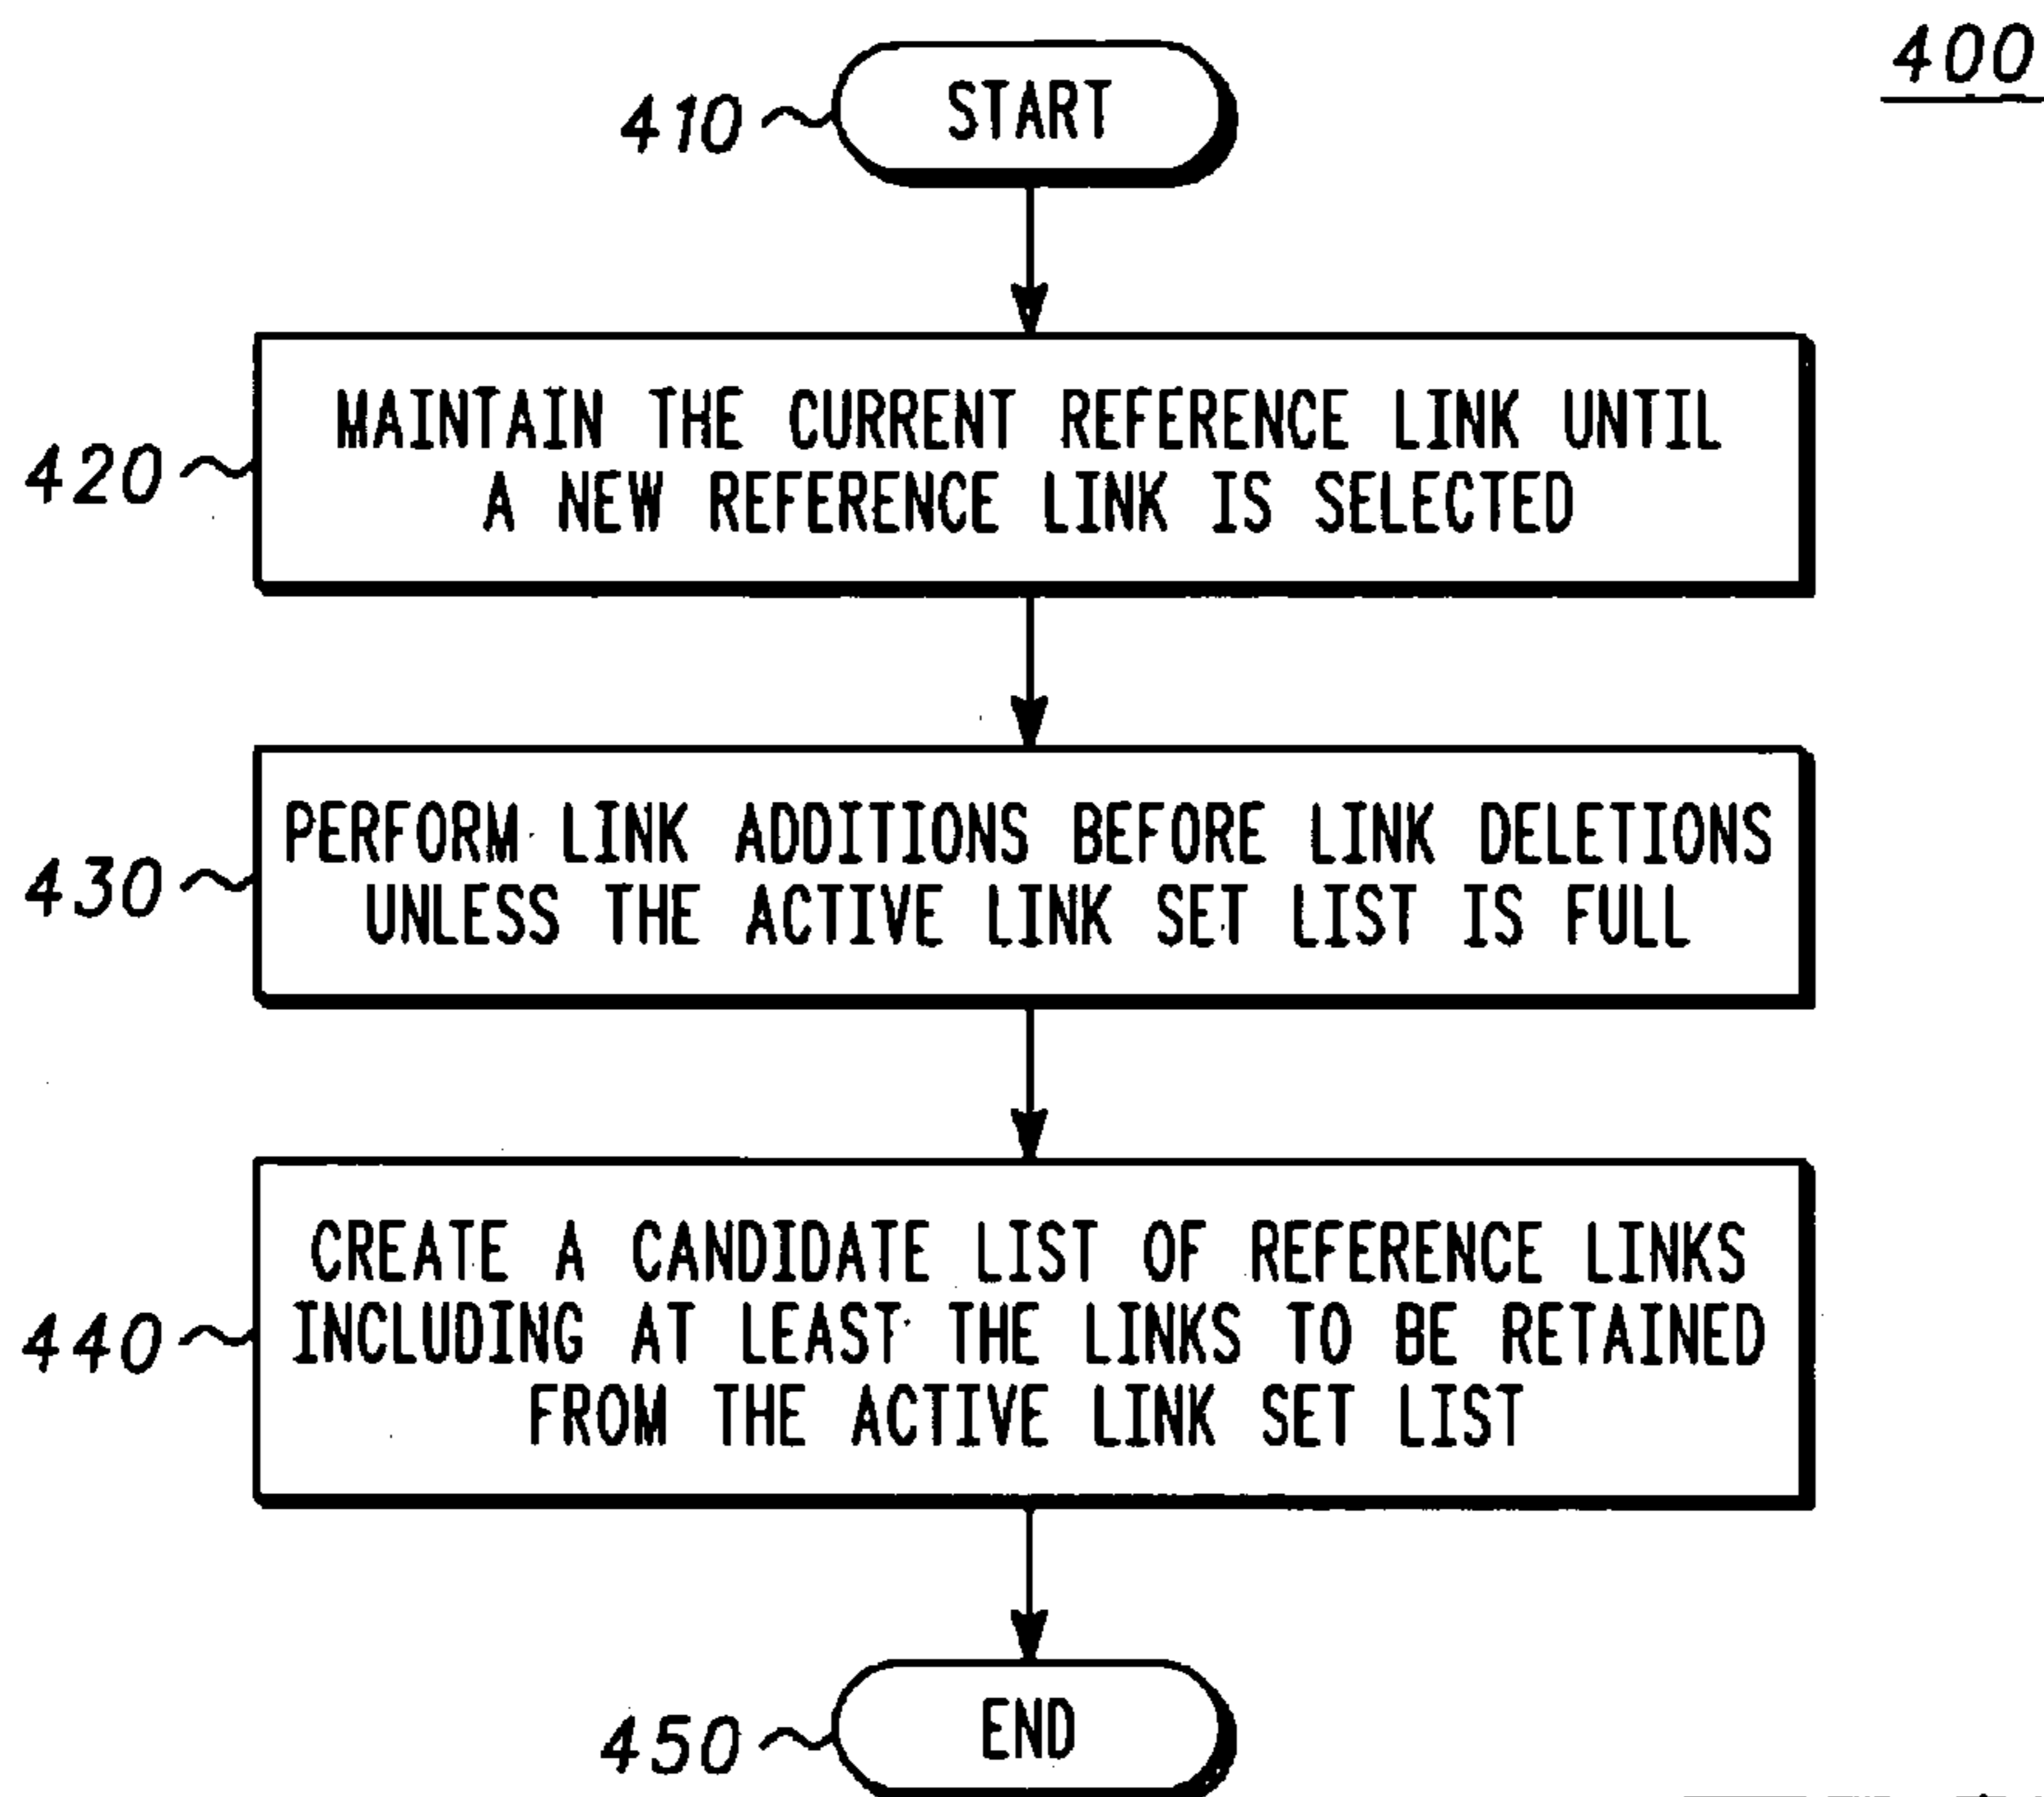 400
410
START
420
MAINTAIN THE CURRENT REFERENCE LINK UNTIL
A NEW REFERENCE LINK IS SELECTED
430
PERFORM LINK ADDITIONS BEFORE LINK DELETIONS
UNLESS THE ACTIVE LINK SET LIST IS FULL
440
CREATE A CANDIDATE LIST OF REFERENCE LINKS
INCLUDING AT LEAST THE LINKS TO BE RETAINED
FROM THE ACTIVE LINK SET LIST
450
END